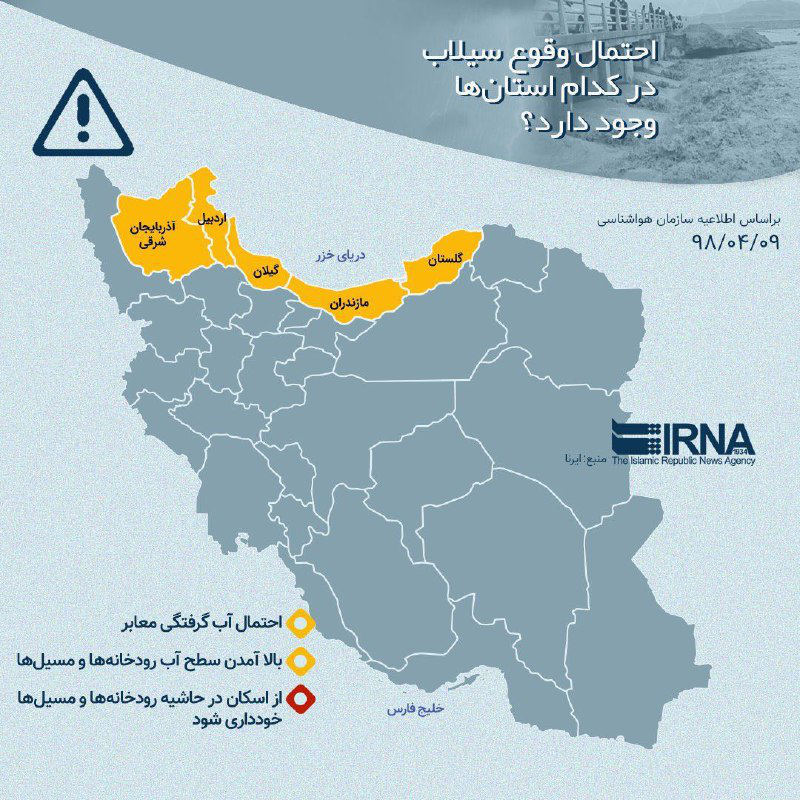 احتمال وقوع سیلاب
در کدام استان‌ها
وجود دارد؟
براساس اطلاعیه سازمان هواشناسی
۹۸/۰۴/۰۹
آذربایجان
شرقی
اردبیل
گیلان
مازندران
گلستان
دریای خزر
IRNA
1934
The Islamic Republic News Agency
منبع: ایرنا
احتمال آب گرفتگی معابر
بالا آمدن سطح آب رودخانه‌ها و مسیل‌ها
از اسکان در حاشیه رودخانه‌ها و مسیل‌ها
خودداری شود
خلیج فارس